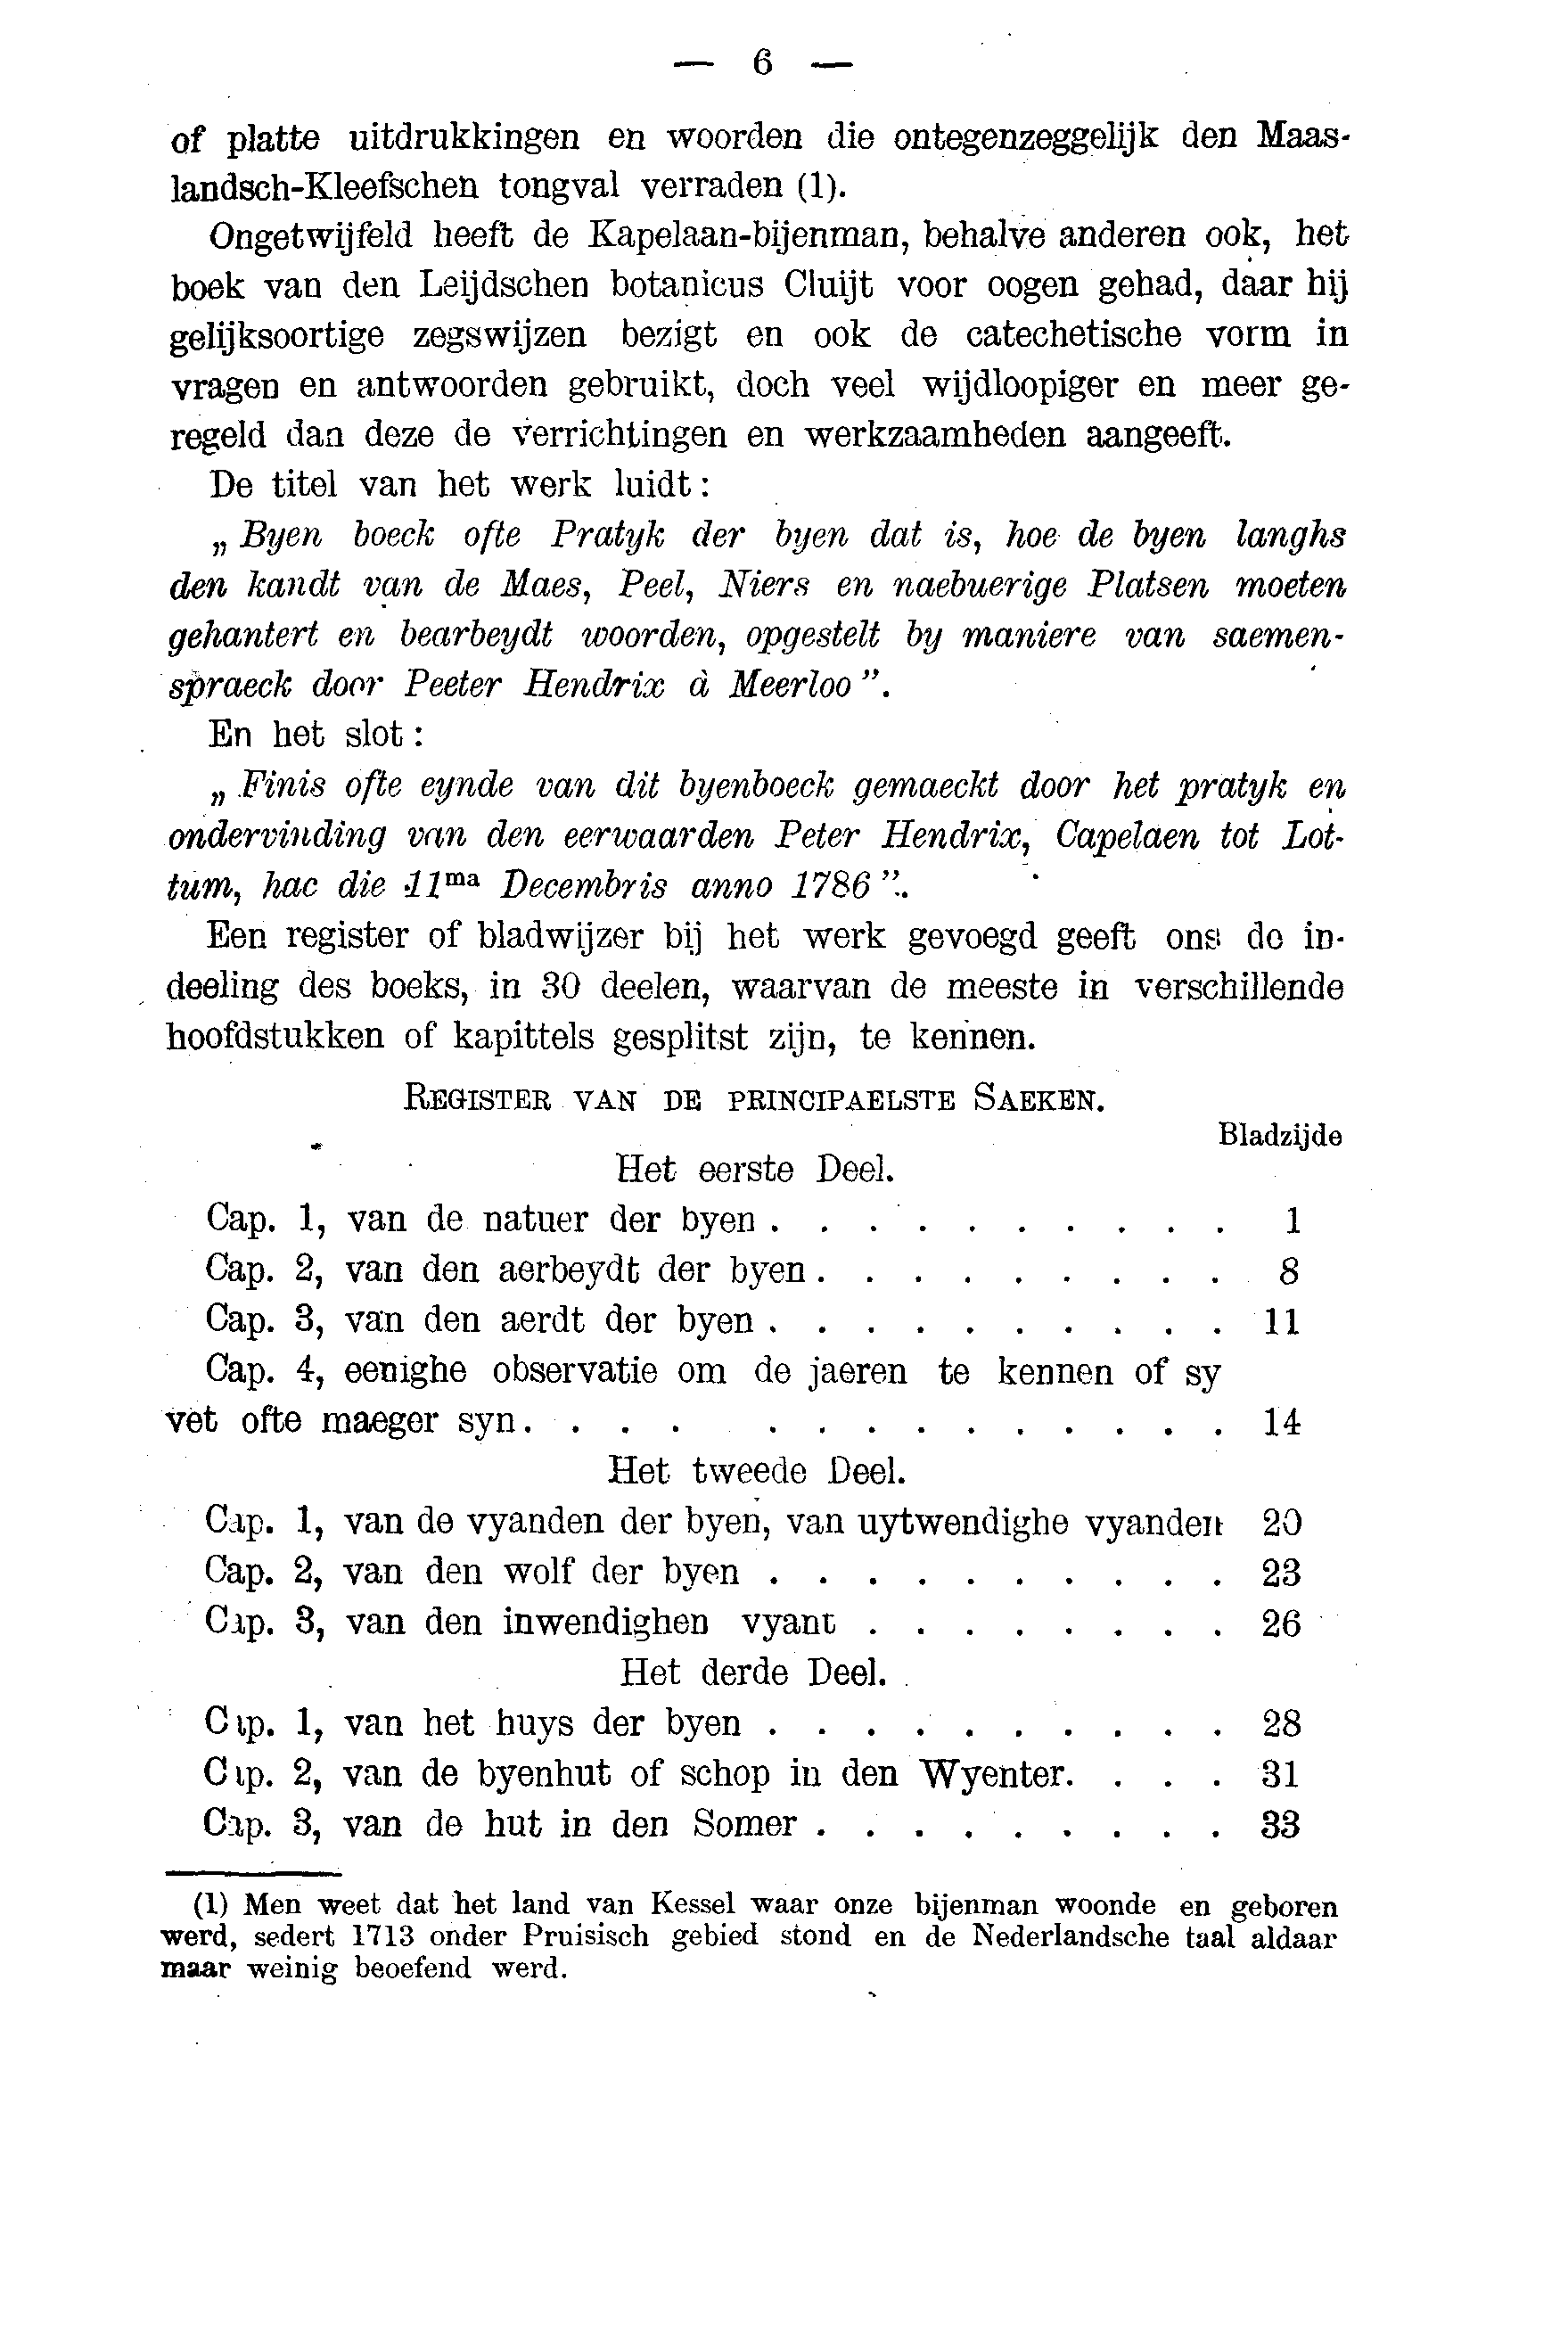 — 6 —
of platte uitdrukkingen en woorden die ontegenzeggelijk den Maas-
landsch-Kleefschen tongval verraden (1).
Ongetwijfeld heeft de Kapelaan-bijenman, behalve anderen ook, het
boek van den Leijdschen botanicus Cluijt voor oogen gehad, daar hij
gelijksoortige zegswijzen bezigt en ook de catechetische vorm in
vragen en antwoorden gebruikt, doch veel wijdloopiger en meer ge-
regeld dan deze de verrichtingen en werkzaamheden aangeeft.
De titel van het werk luidt :
„ Byen boeck ofte Pratyk der byen dat is, hoe de byen langhs
den kandt van de Maes, Peel, Niers en naebuerige Platsen moeten
gehantert en bearbeydt woorden, opgestelt by maniere van saemen-
spraeck door Peeter Hendrix à Meerloo ”.
En het slot :
„ Finis ofte eynde van dit byenboeck gemaeckt door het pratyk en
ondervinding van den eerwaarden Peter Hendrix, Capelaen tot Lot-
tum, hac die 11ma Decembris anno 1786 ”.
Een register of bladwijzer bij het werk gevoegd geeft ons de in-
deeling des boeks, in 30 deelen, waarvan de meeste in verschillende
hoofdstukken of kapittels gesplitst zijn, te kennen.
REGISTER VAN DE PRINCIPAELSTE SAEKEN.
Bladzijde
Het eerste Deel.
Cap. 1, van de natuer der byen . . . . . . . . . . 1
Cap. 2, van den aerbeydt der byen . . . . . . . . . 8
Cap. 3, van den aerdt der byen . . . . . . . . . . 11
Cap. 4, eenighe observatie om de jaeren te kennen of sy
vet ofte maeger syn . . . . . . . . . . . . . . 14
Het tweede Deel.
Cap. 1, van de vyanden der byen, van uytwendighe vyanden 20
Cap. 2, van den wolf der byen . . . . . . . . . . 23
Cap. 3, van den inwendighen vyant . . . . . . . . 26
Het derde Deel.
Cap. 1, van het huys der byen . . . . . . . . . . 28
Cap. 2, van de byenhut of schop in den Wyenter. . . . 31
Cap. 3, van de hut in den Somer . . . . . . . . . 33
(1) Men weet dat het land van Kessel waar onze bijenman woonde en geboren
werd, sedert 1713 onder Pruisisch gebied stond en de Nederlandsche taal aldaar
maar weinig beoefend werd.